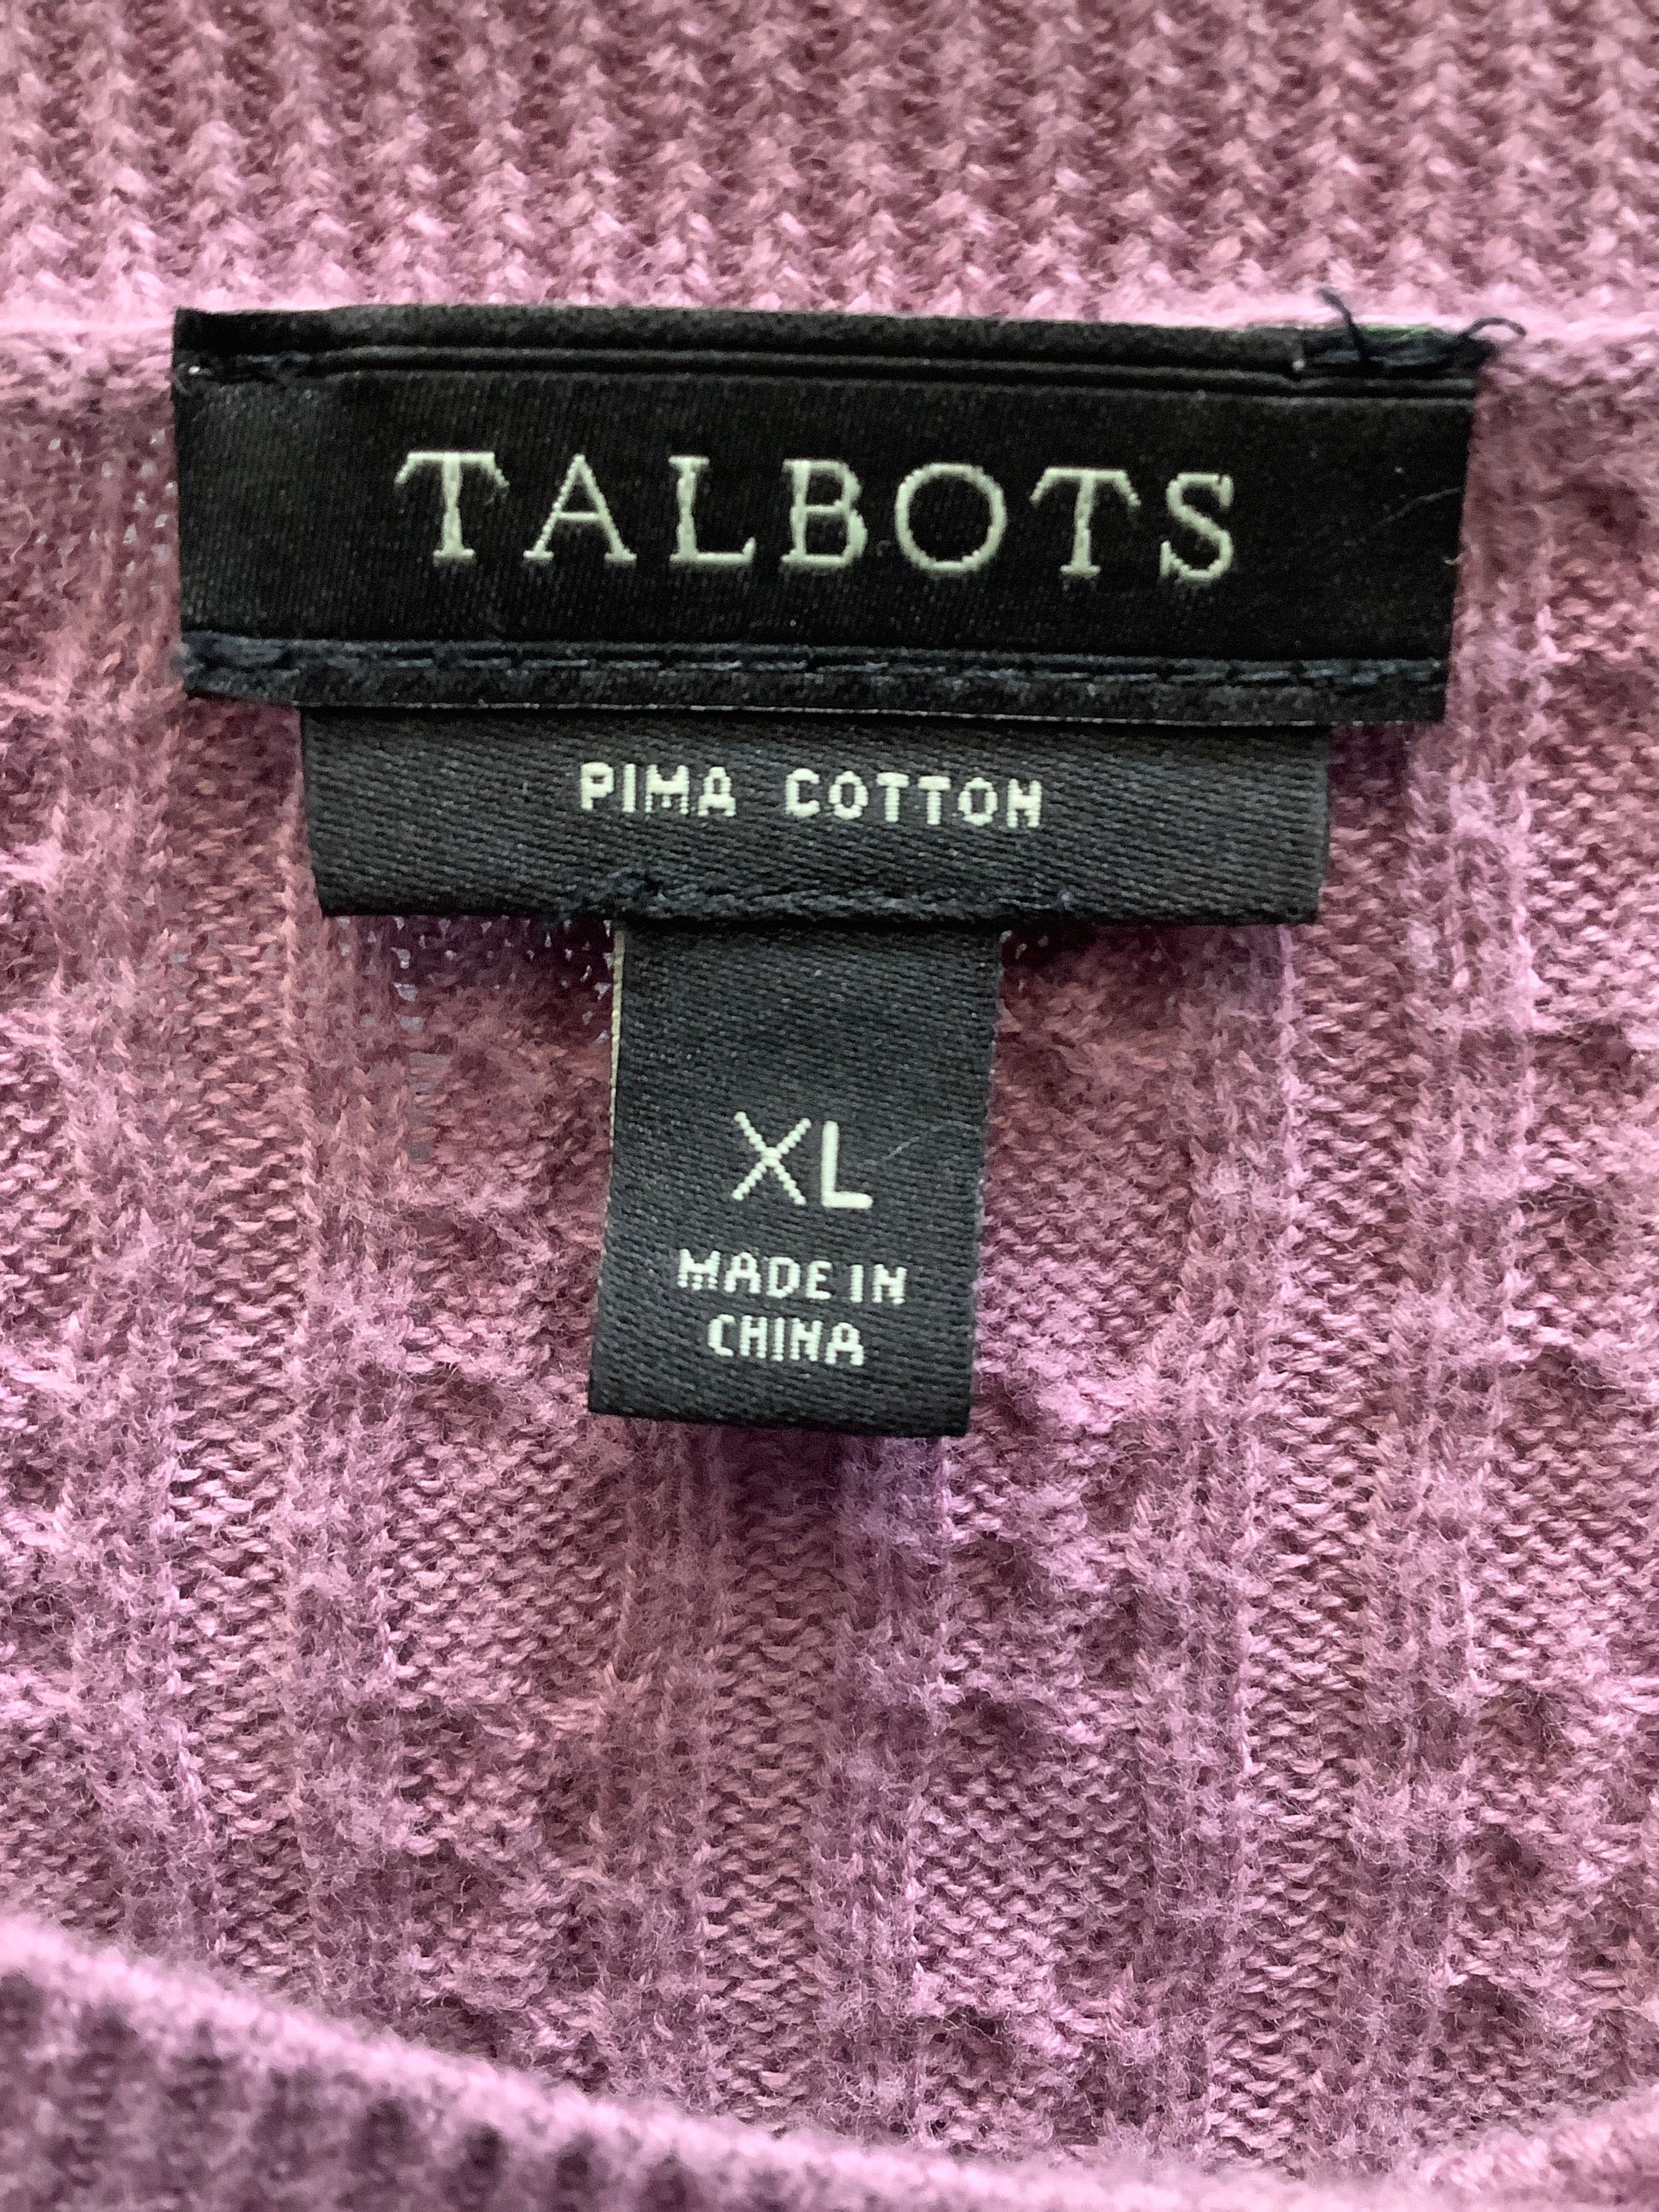 TALBOTS
PIMA COTTON
XL
MADE IN
CHINA